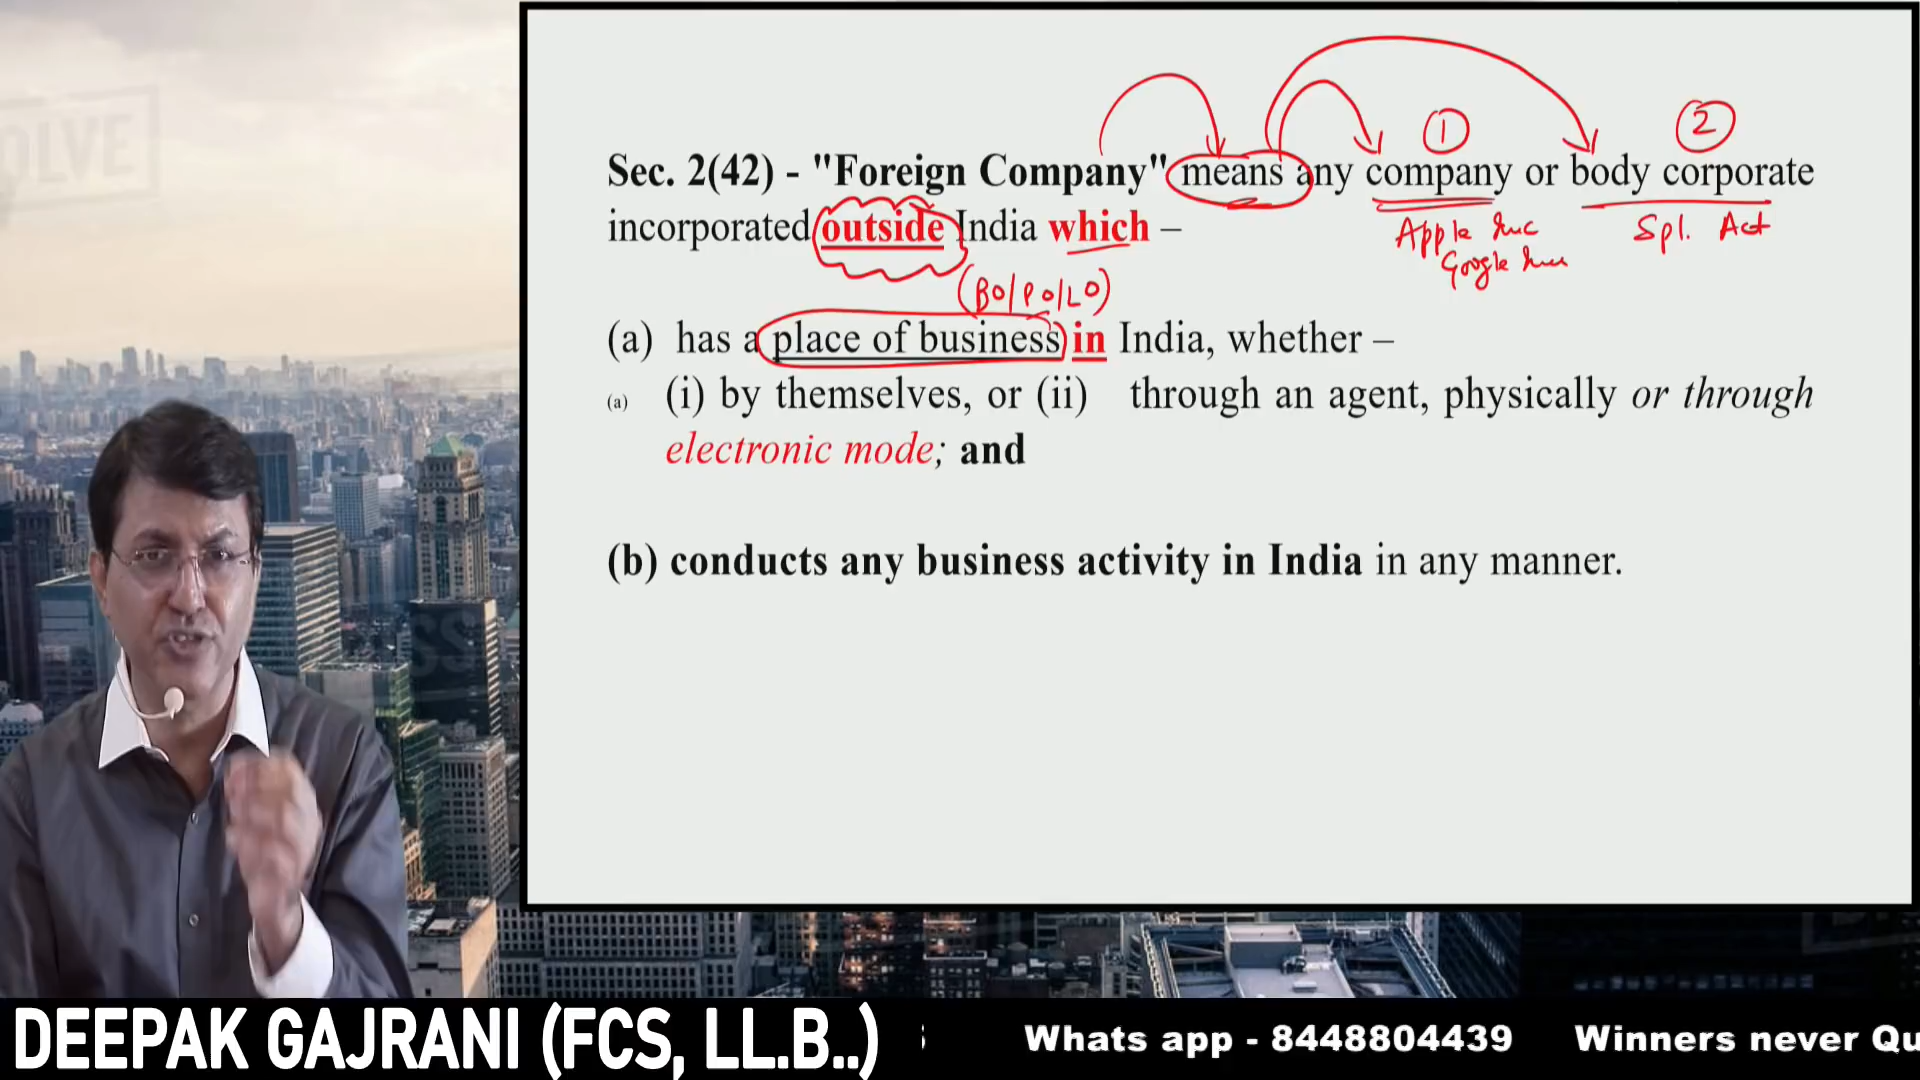 OLVE
① ②
Sec. 2(42) - "Foreign Company" means any company or body corporate
incorporated outside India which –
Apple Inc Spl. Act
Google Inc
(BO/PO/LO)
(a) has a place of business in India, whether –
(a) (i) by themselves, or (ii) through an agent, physically or through
electronic mode; and
(b) conducts any business activity in India in any manner.
DEEPAK GAJRANI (FCS, LL.B..) Whats app - 8448804439 Winners never Qu